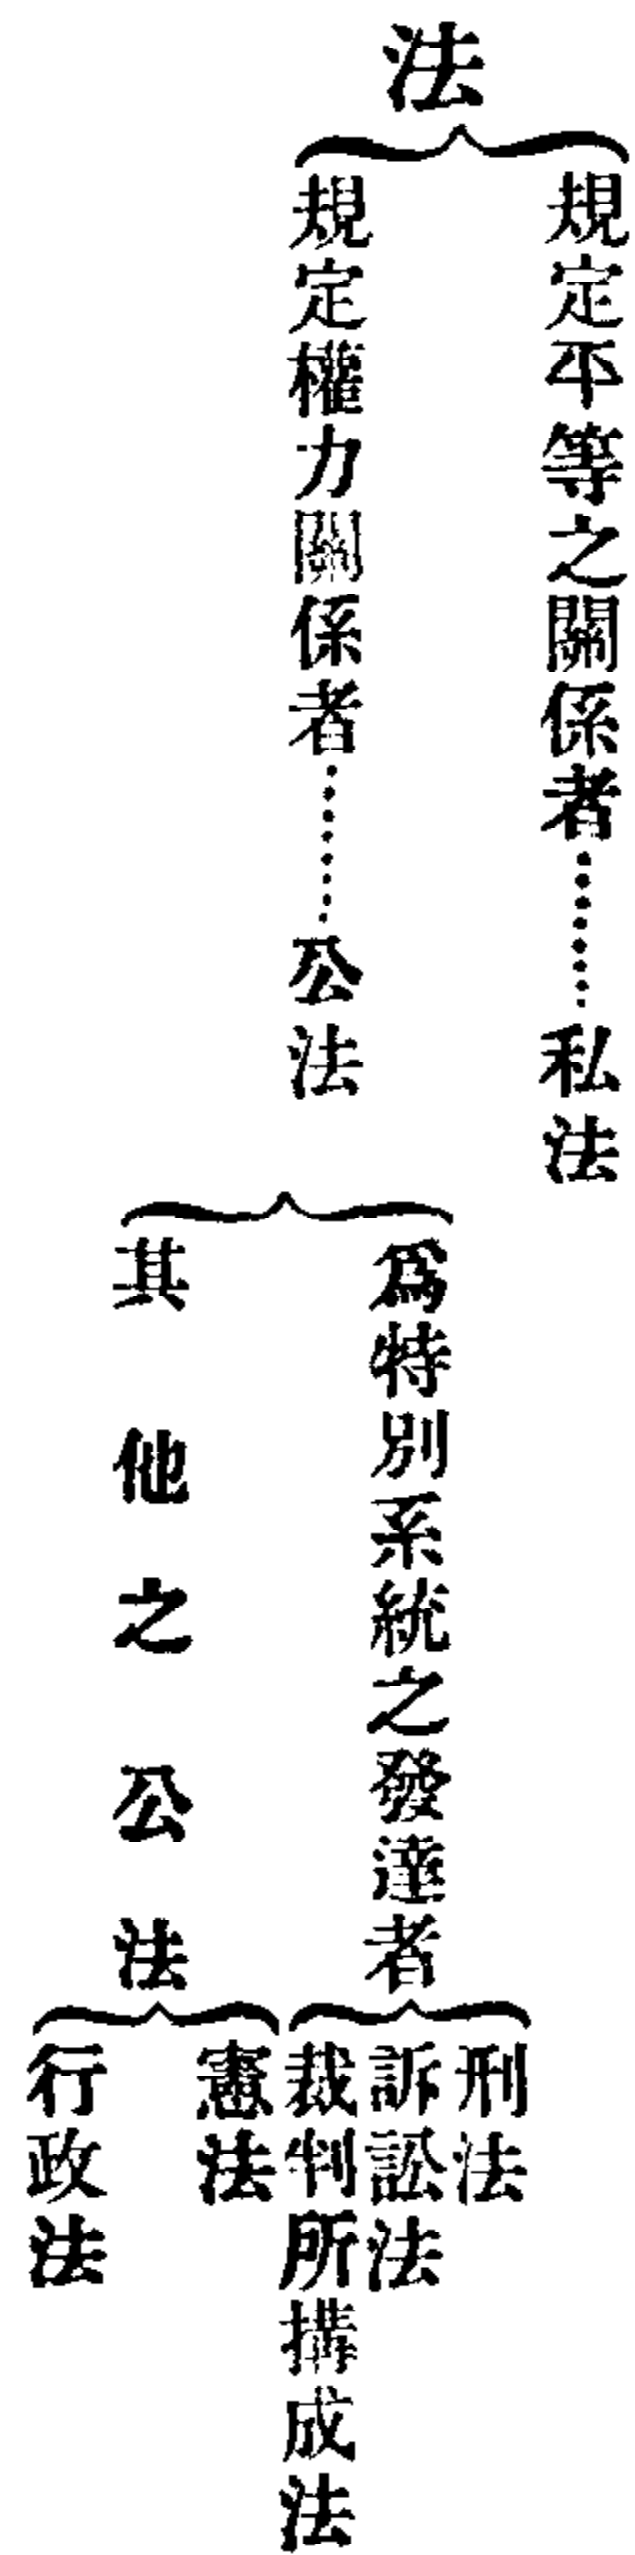 法
規定平等之關係者………私法
規定權力關係者………公法
爲特別系統之發達者
刑法
訴訟法
裁判所搆成法
其他之公法
憲法
行政法